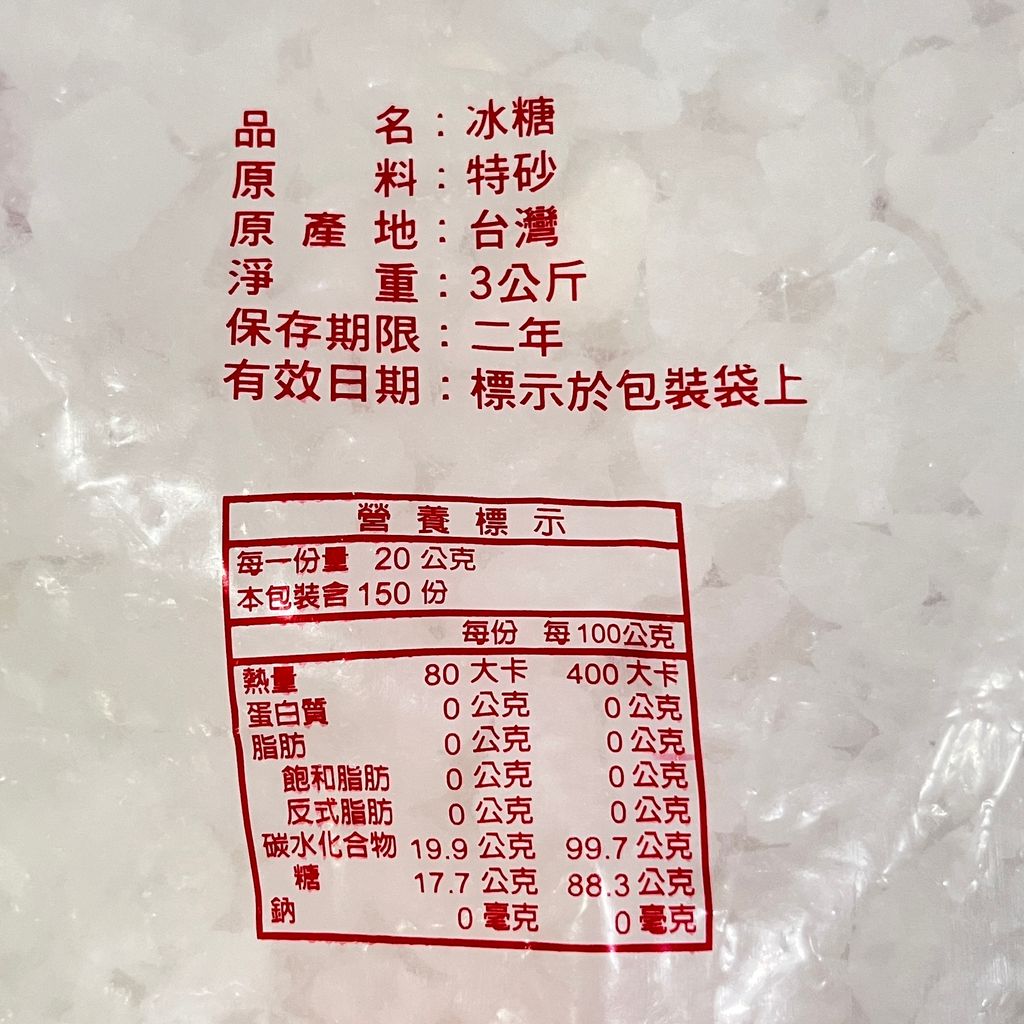 品名：冰糖
原料：特砂
原產地：台灣
淨重：3公斤
保存期限：二年
有效日期：標示於包裝袋上
營養標示
每一份量 20 公克
本包裝含 150 份
每份 每100公克
熱量 80 大卡 400 大卡
蛋白質 0 公克 0 公克
脂肪 0 公克 0 公克
飽和脂肪 0 公克 0 公克
反式脂肪 0 公克 0 公克
碳水化合物 19.9 公克 99.7 公克
糖 17.7 公克 88.3 公克
鈉 0 毫克 0 毫克